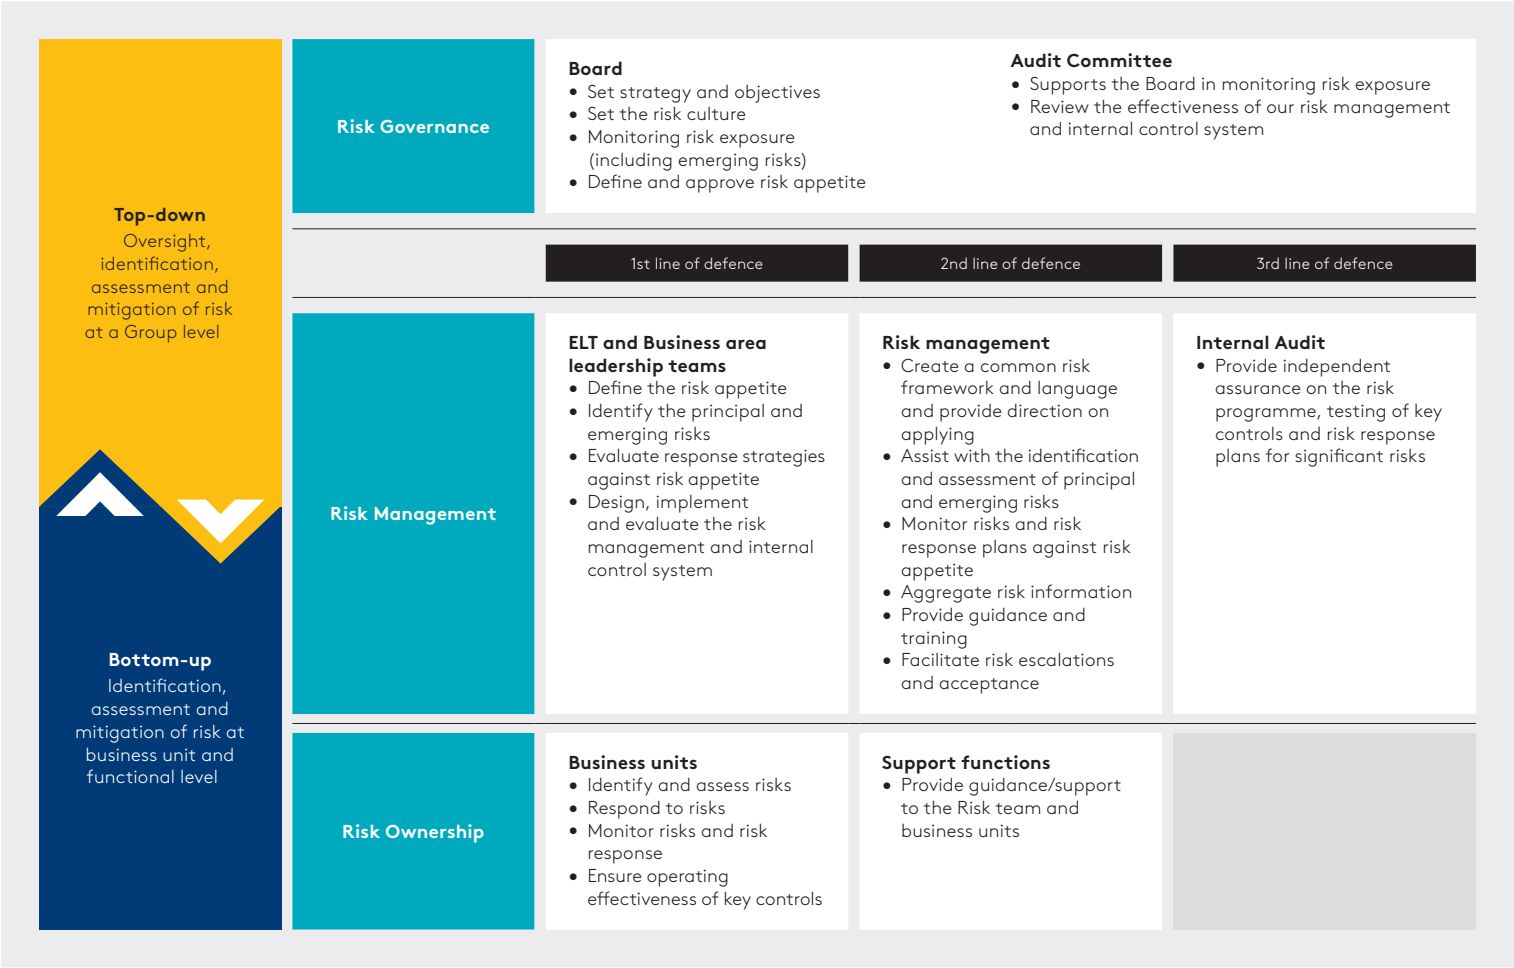 Top-down
Oversight,
identification,
assessment and
mitigation of risk
at a Group level
Bottom-up
Identification,
assessment and
mitigation of risk at
business unit and
functional level
Risk Governance
Board
• Set strategy and objectives
• Set the risk culture
• Monitoring risk exposure
(including emerging risks)
• Define and approve risk appetite
Audit Committee
• Supports the Board in monitoring risk exposure
• Review the effectiveness of our risk management
and internal control system
1st line of defence
2nd line of defence
3rd line of defence
Risk Management
ELT and Business area
leadership teams
• Define the risk appetite
• Identify the principal and
emerging risks
• Evaluate response strategies
against risk appetite
• Design, implement
and evaluate the risk
management and internal
control system
Risk management
• Create a common risk
framework and language
and provide direction on
applying
• Assist with the identification
and assessment of principal
and emerging risks
• Monitor risks and risk
response plans against risk
appetite
• Aggregate risk information
• Provide guidance and
training
• Facilitate risk escalations
and acceptance
Internal Audit
• Provide independent
assurance on the risk
programme, testing of key
controls and risk response
plans for significant risks
Risk Ownership
Business units
• Identify and assess risks
• Respond to risks
• Monitor risks and risk
response
• Ensure operating
effectiveness of key controls
Support functions
• Provide guidance/support
to the Risk team and
business units